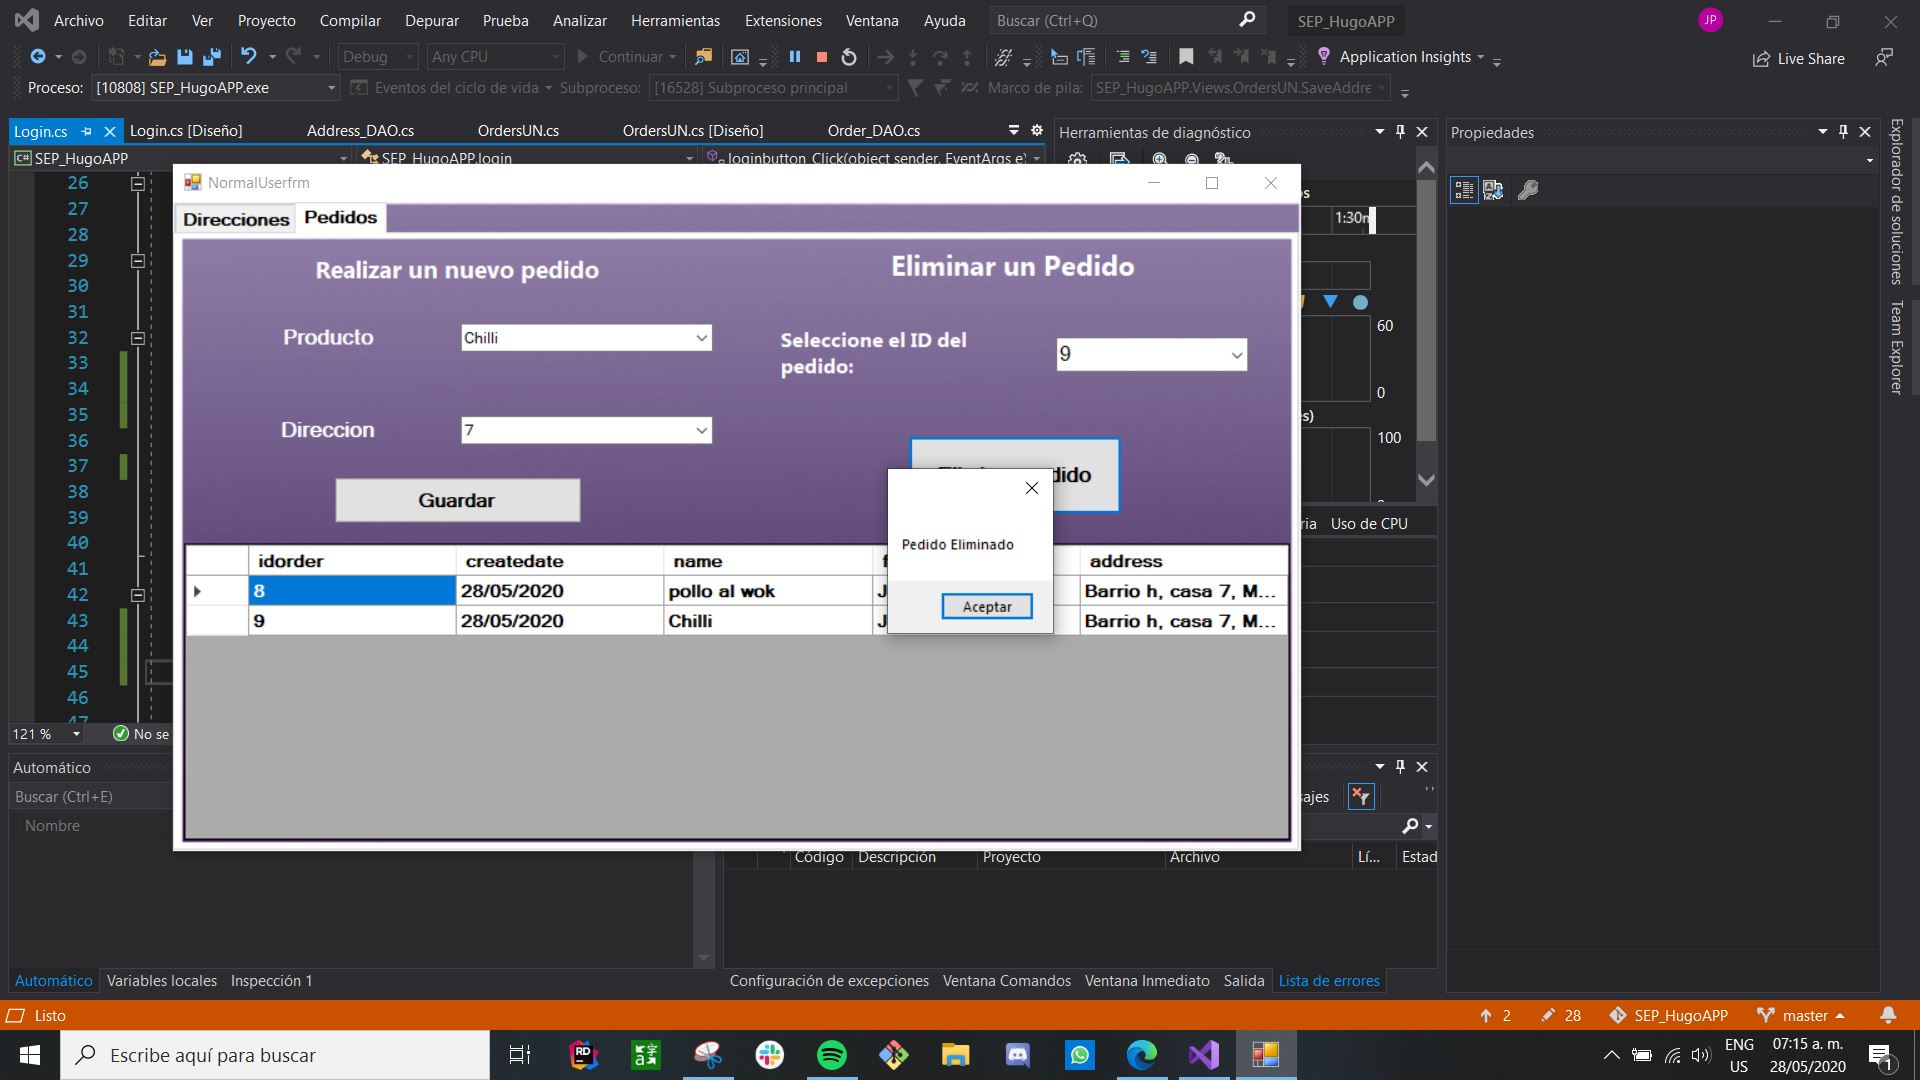 Archivo Editar Ver Proyecto Compilar Depurar Prueba Analizar Herramientas Extensiones Ventana Ayuda Buscar (Ctrl+Q) SEP_HugoAPP JP
Debug Any CPU Continuar Application Insights Live Share
Proceso: [10808] SEP_HugoAPP.exe Eventos del ciclo de vida Subproceso: [16528] Subproceso principal Marco de pila: SEP_HugoAPP.Views.OrdersUN.SaveAddre
Login.cs Login.cs [Diseño] Address_DAO.cs OrdersUN.cs OrdersUN.cs [Diseño] Order_DAO.cs Herramientas de diagnóstico Propiedades
C# SEP_HugoAPP SEP_HugoAPP.login loginbutton_Click(object sender, EventArgs e)
26
27
28
29
30
31
32
33
34
35
36
37
38
39
40
41
42
43
44
45
46
47
NormalUserfrm
Direcciones Pedidos
Realizar un nuevo pedido
Eliminar un Pedido
Producto Chilli
Seleccione el ID del
pedido:
9
Direccion 7
Guardar
dido
Pedido Eliminado
Aceptar
idorder createdate name f address
8 28/05/2020 pollo al wok J Barrio h, casa 7, M...
9 28/05/2020 Chilli J Barrio h, casa 7, M...
s
1:30m
60
0
s)
100
ria Uso de CPU
Explorador de soluciones
Team Explorer
121 % No se
Automático
Buscar (Ctrl+E)
Nombre
sajes
Código Descripción Proyecto Archivo Lí... Estad
Automático Variables locales Inspección 1
Configuración de excepciones Ventana Comandos Ventana Inmediato Salida Lista de errores
Listo 2 28 SEP_HugoAPP master
Escribe aquí para buscar
RD
ENG
US
07:15 a. m.
28/05/2020
1